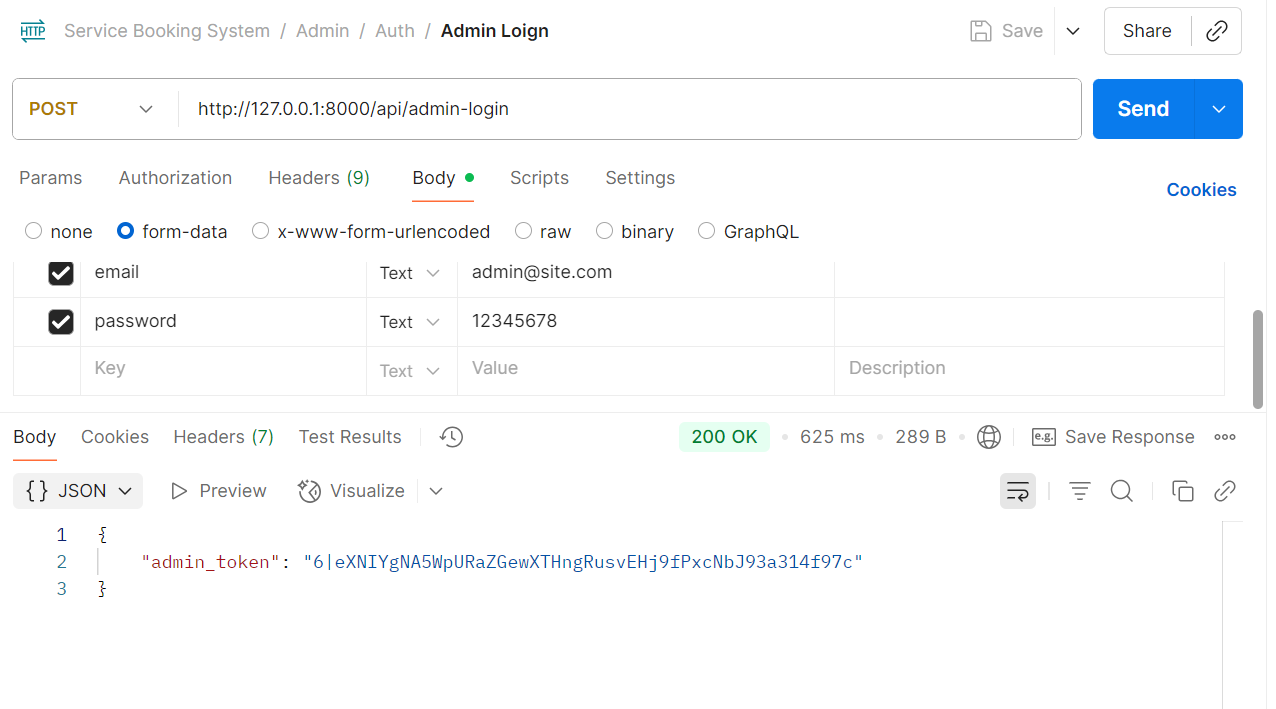 HTTP Service Booking System / Admin / Auth / Admin Loign Save Share
POST http://127.0.0.1:8000/api/admin-login Send
Params Authorization Headers (9) Body Scripts Settings Cookies
none form-data x-www-form-urlencoded raw binary GraphQL
email Text admin@site.com
password Text 12345678
Key Text Value Description
Body Cookies Headers (7) Test Results 200 OK 625 ms 289 B e.g. Save Response
{} JSON Preview Visualize
1 {
2 "admin_token": "6|eXNIYgNA5WpURaZGewXTHngRusvEHj9fPxcNbJ93a314f97c"
3 }